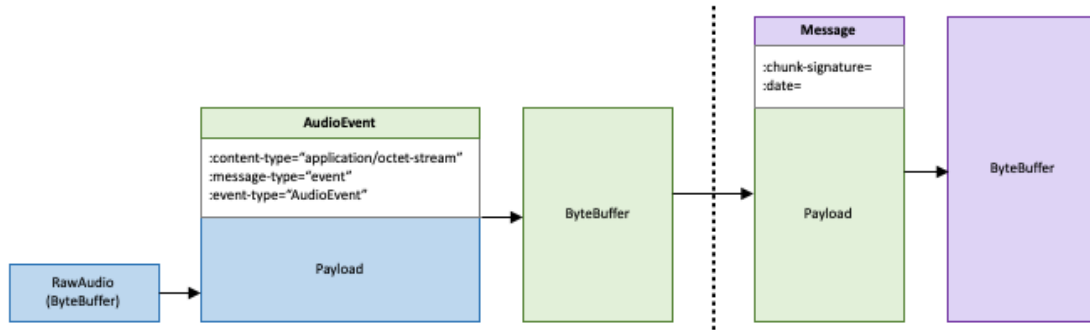 RawAudio
(ByteBuffer)
AudioEvent
:content-type=“application/octet-stream”
:message-type=“event”
:event-type=“AudioEvent”
Payload
ByteBuffer
Message
:chunk-signature=
:date=
Payload
ByteBuffer